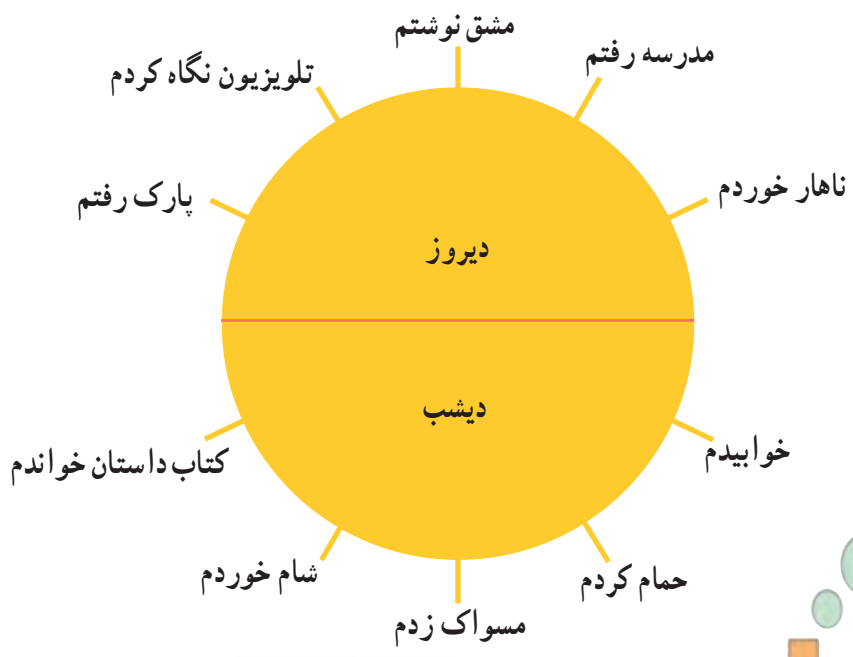 مشق نوشتم
مدرسه رفتم
تلویزیون نگاه کردم
ناهار خوردم
پارک رفتم
دیروز
دیشب
خوابیدم
کتاب داستان خواندم
حمام کردم
شام خوردم
مسواک زدم